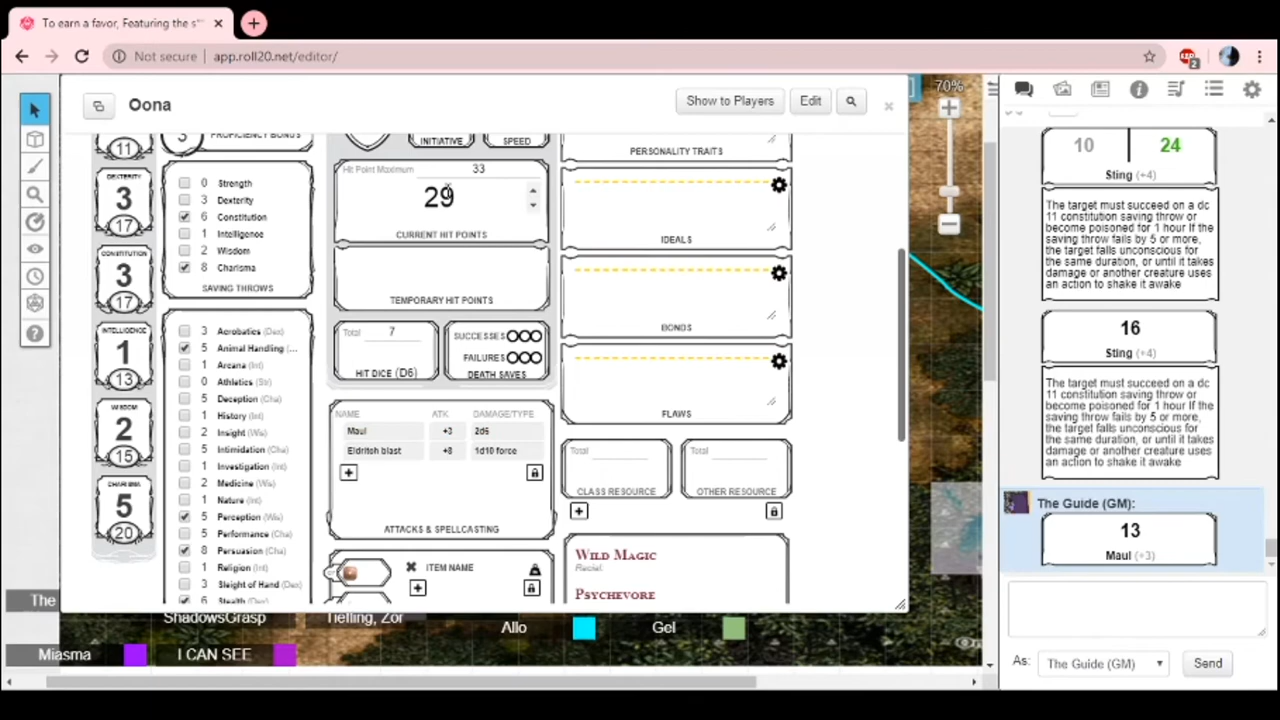 To earn a favor, Featuring the s"
Not secure
app.roll20.net/editor/
2
Oona
Show to Players
Edit
70%
11
PROFICIENCY BONUS
3
INITIATIVE
SPEED
PERSONALITY TRAITS
DEXTERITY
3
17
CONSTITUTION
3
17
INTELLIGENCE
1
13
WISDOM
2
15
CHARISMA
5
20
0 Strength
3 Dexterity
6 Constitution
1 Intelligence
2 Wisdom
8 Charisma
SAVING THROWS
3 Acrobatics (Dex)
5 Animal Handling (...
1 Arcana (Int)
0 Athletics (Str)
5 Deception (Cha)
1 History (Int)
2 Insight (Wis)
5 Intimidation (Cha)
1 Investigation (Int)
2 Medicine (Wis)
1 Nature (Int)
5 Perception (Wis)
5 Performance (Cha)
8 Persuasion (Cha)
1 Religion (Int)
3 Sleight of Hand (Dex)
6 Stealth (Dex)
Hit Point Maximum 33
29
CURRENT HIT POINTS
TEMPORARY HIT POINTS
Total 7
HIT DICE (D6)
SUCCESSES
FAILURES
DEATH SAVES
NAME ATK DAMAGE/TYPE
Maul +3 2d6
Eldritch blast +8 1d10 force
ATTACKS & SPELLCASTING
ITEM NAME
IDEALS
BONDS
FLAWS
Total
CLASS RESOURCE
Total
OTHER RESOURCE
WILD MAGIC
Racial:
PSYCHEVORE
10 24
Sting (+4)
The target must succeed on a dc
11 constitution saving throw or
become poisoned for 1 hour If the
saving throw fails by 5 or more,
the target falls unconscious for
the same duration, or until it takes
damage or another creature uses
an action to shake it awake
16
Sting (+4)
The target must succeed on a dc
11 constitution saving throw or
become poisoned for 1 hour If the
saving throw fails by 5 or more,
the target falls unconscious for
the same duration, or until it takes
damage or another creature uses
an action to shake it awake
The Guide (GM):
13
Maul (+3)
As:
The Guide (GM)
Send
The
ShadowsGrasp
Tiefling, Zor
Allo
Gel
Miasma
I CAN SEE